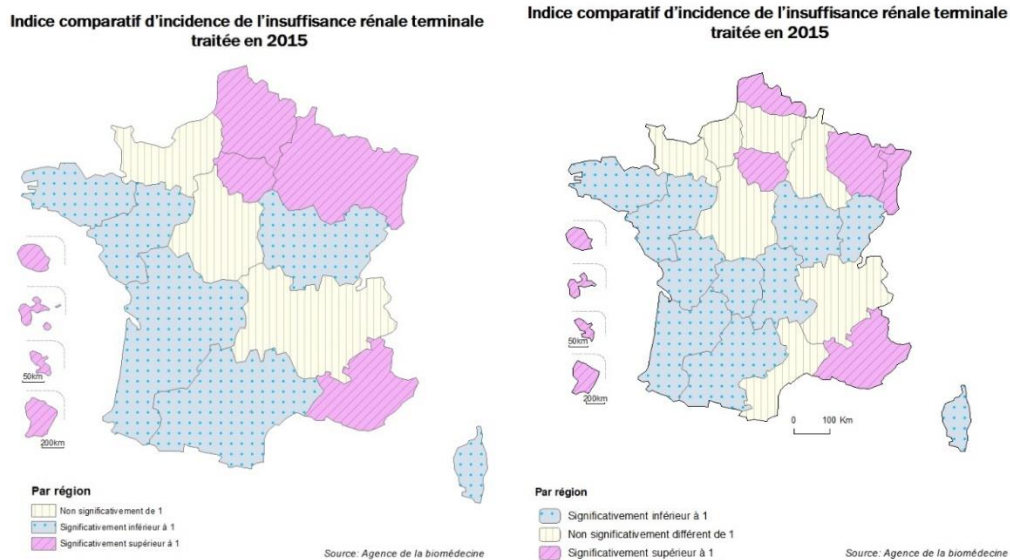 Indice comparatif d'incidence de l'insuffisance rénale terminale
traitée en 2015
50km
200km
Par région
Non significativement de 1
Significativement inférieur à 1
Significativement supérieur à 1
Source: Agence de la biomédecine
Indice comparatif d'incidence de l'insuffisance rénale terminale
traitée en 2015
50km
200km
0 100 Km
Par région
Significativement inférieur à 1
Non significativement différent de 1
Significativement supérieur à 1
Source: Agence de la biomédecine